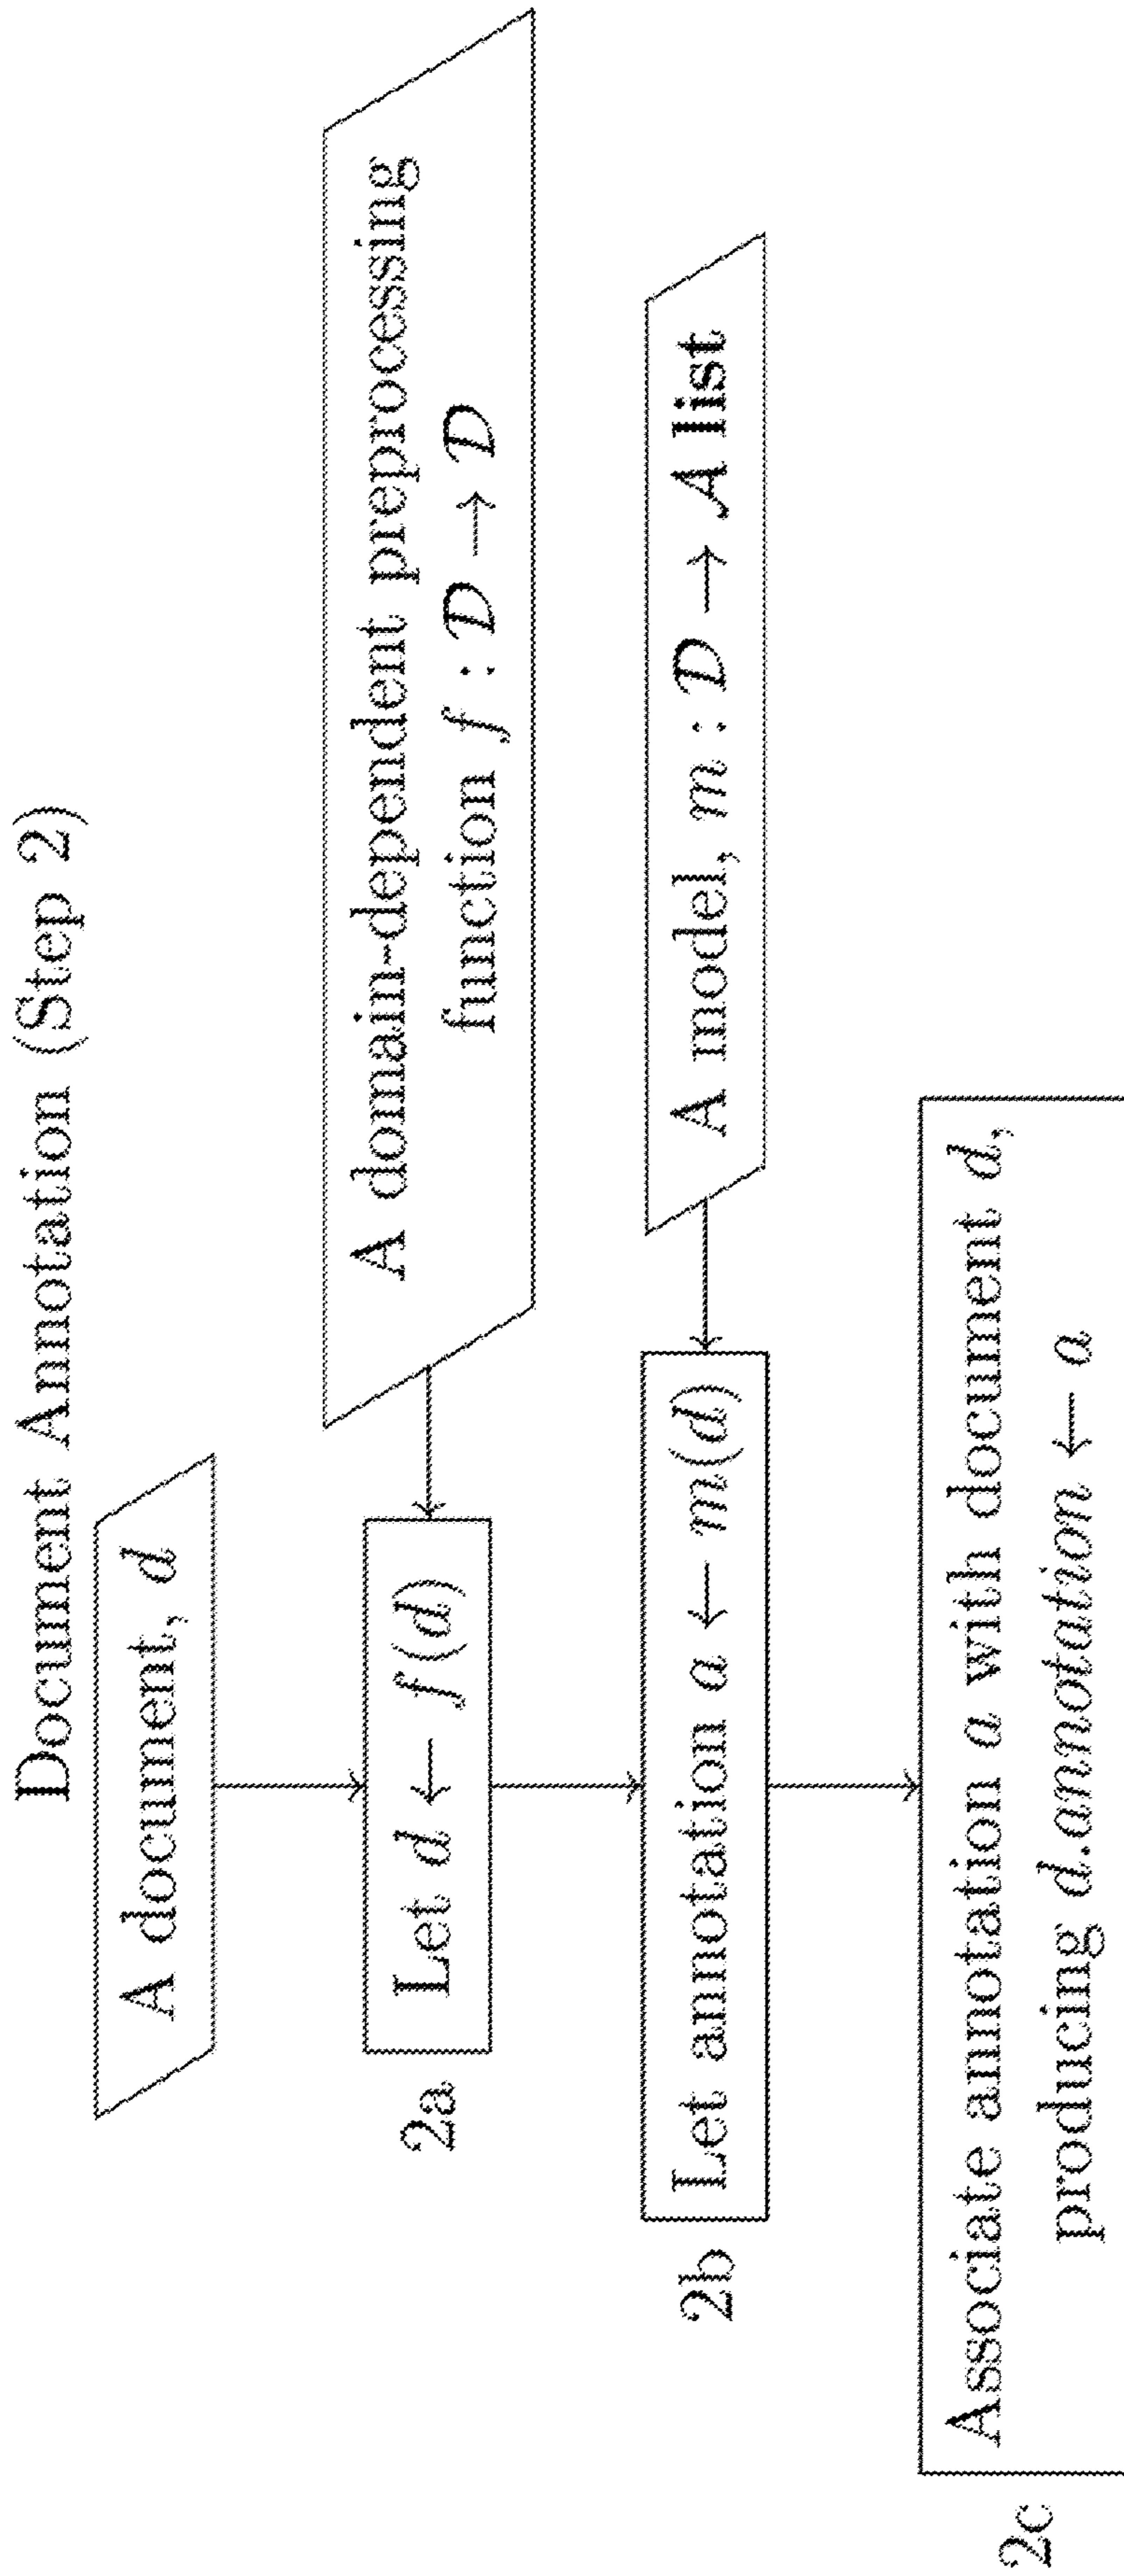 Document Annotation (Step 2)
A document, d
A domain-dependent preprocessing
function f : D → D
2a
Let d ← f(d)
A model, m : D → A list
2b
Let annotation a ← m(d)
2c
Associate annotation a with document d,
producing d.annotation ← a